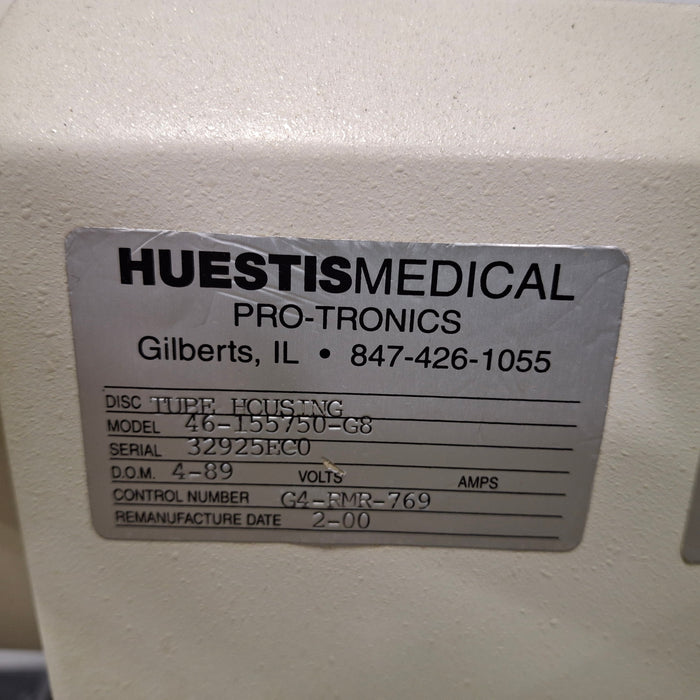 HUESTISMEDICAL
PRO-TRONICS
Gilberts, IL • 847-426-1055
DISC TUBE HOUSING
MODEL 46-155750-G8
SERIAL 32925EC0
D.O.M. 4-89 VOLTS AMPS
CONTROL NUMBER G4-RMR-769
REMANUFACTURE DATE 2-00